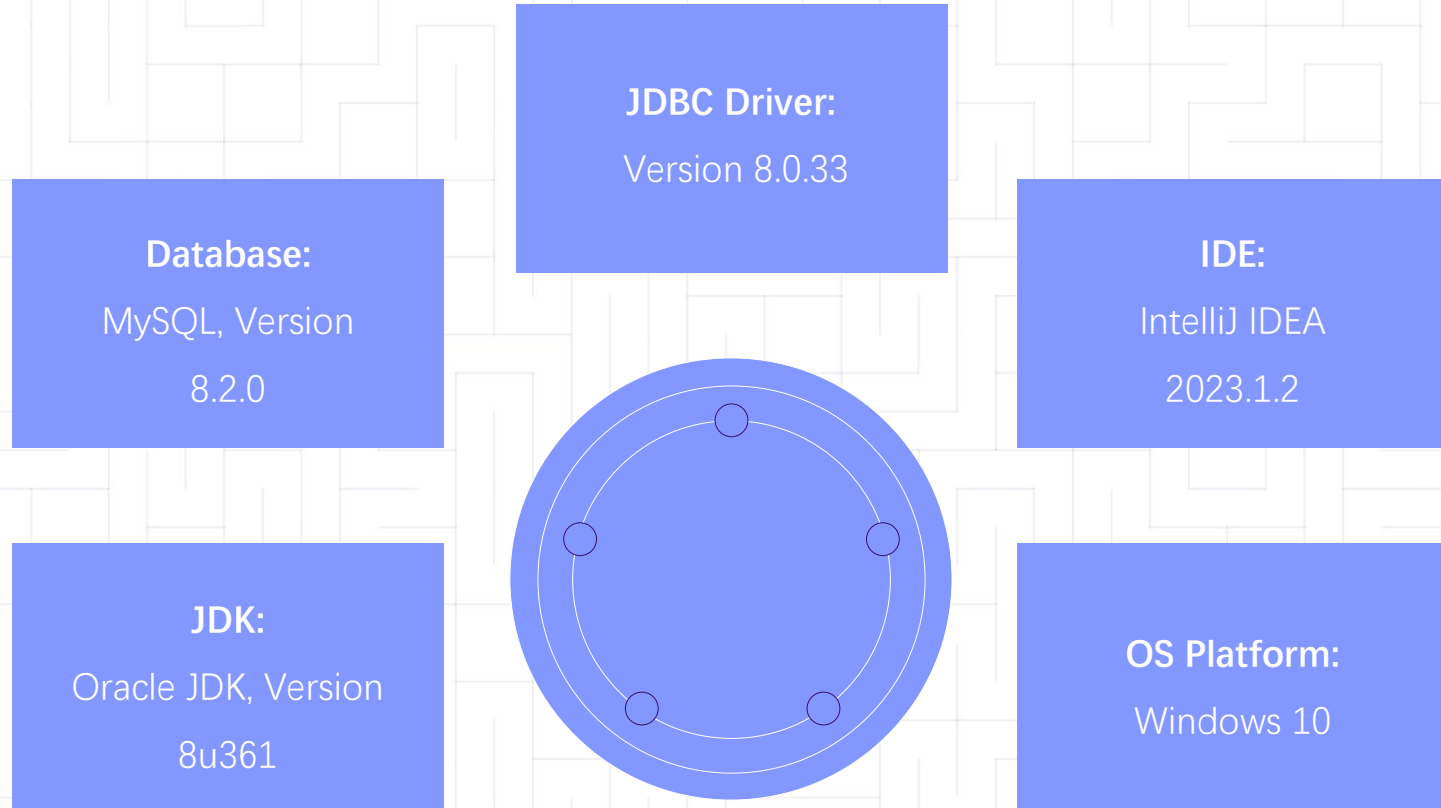 JDBC Driver:
Version 8.0.33
Database:
MySQL, Version
8.2.0
IDE:
IntelliJ IDEA
2023.1.2
JDK:
Oracle JDK, Version
8u361
OS Platform:
Windows 10